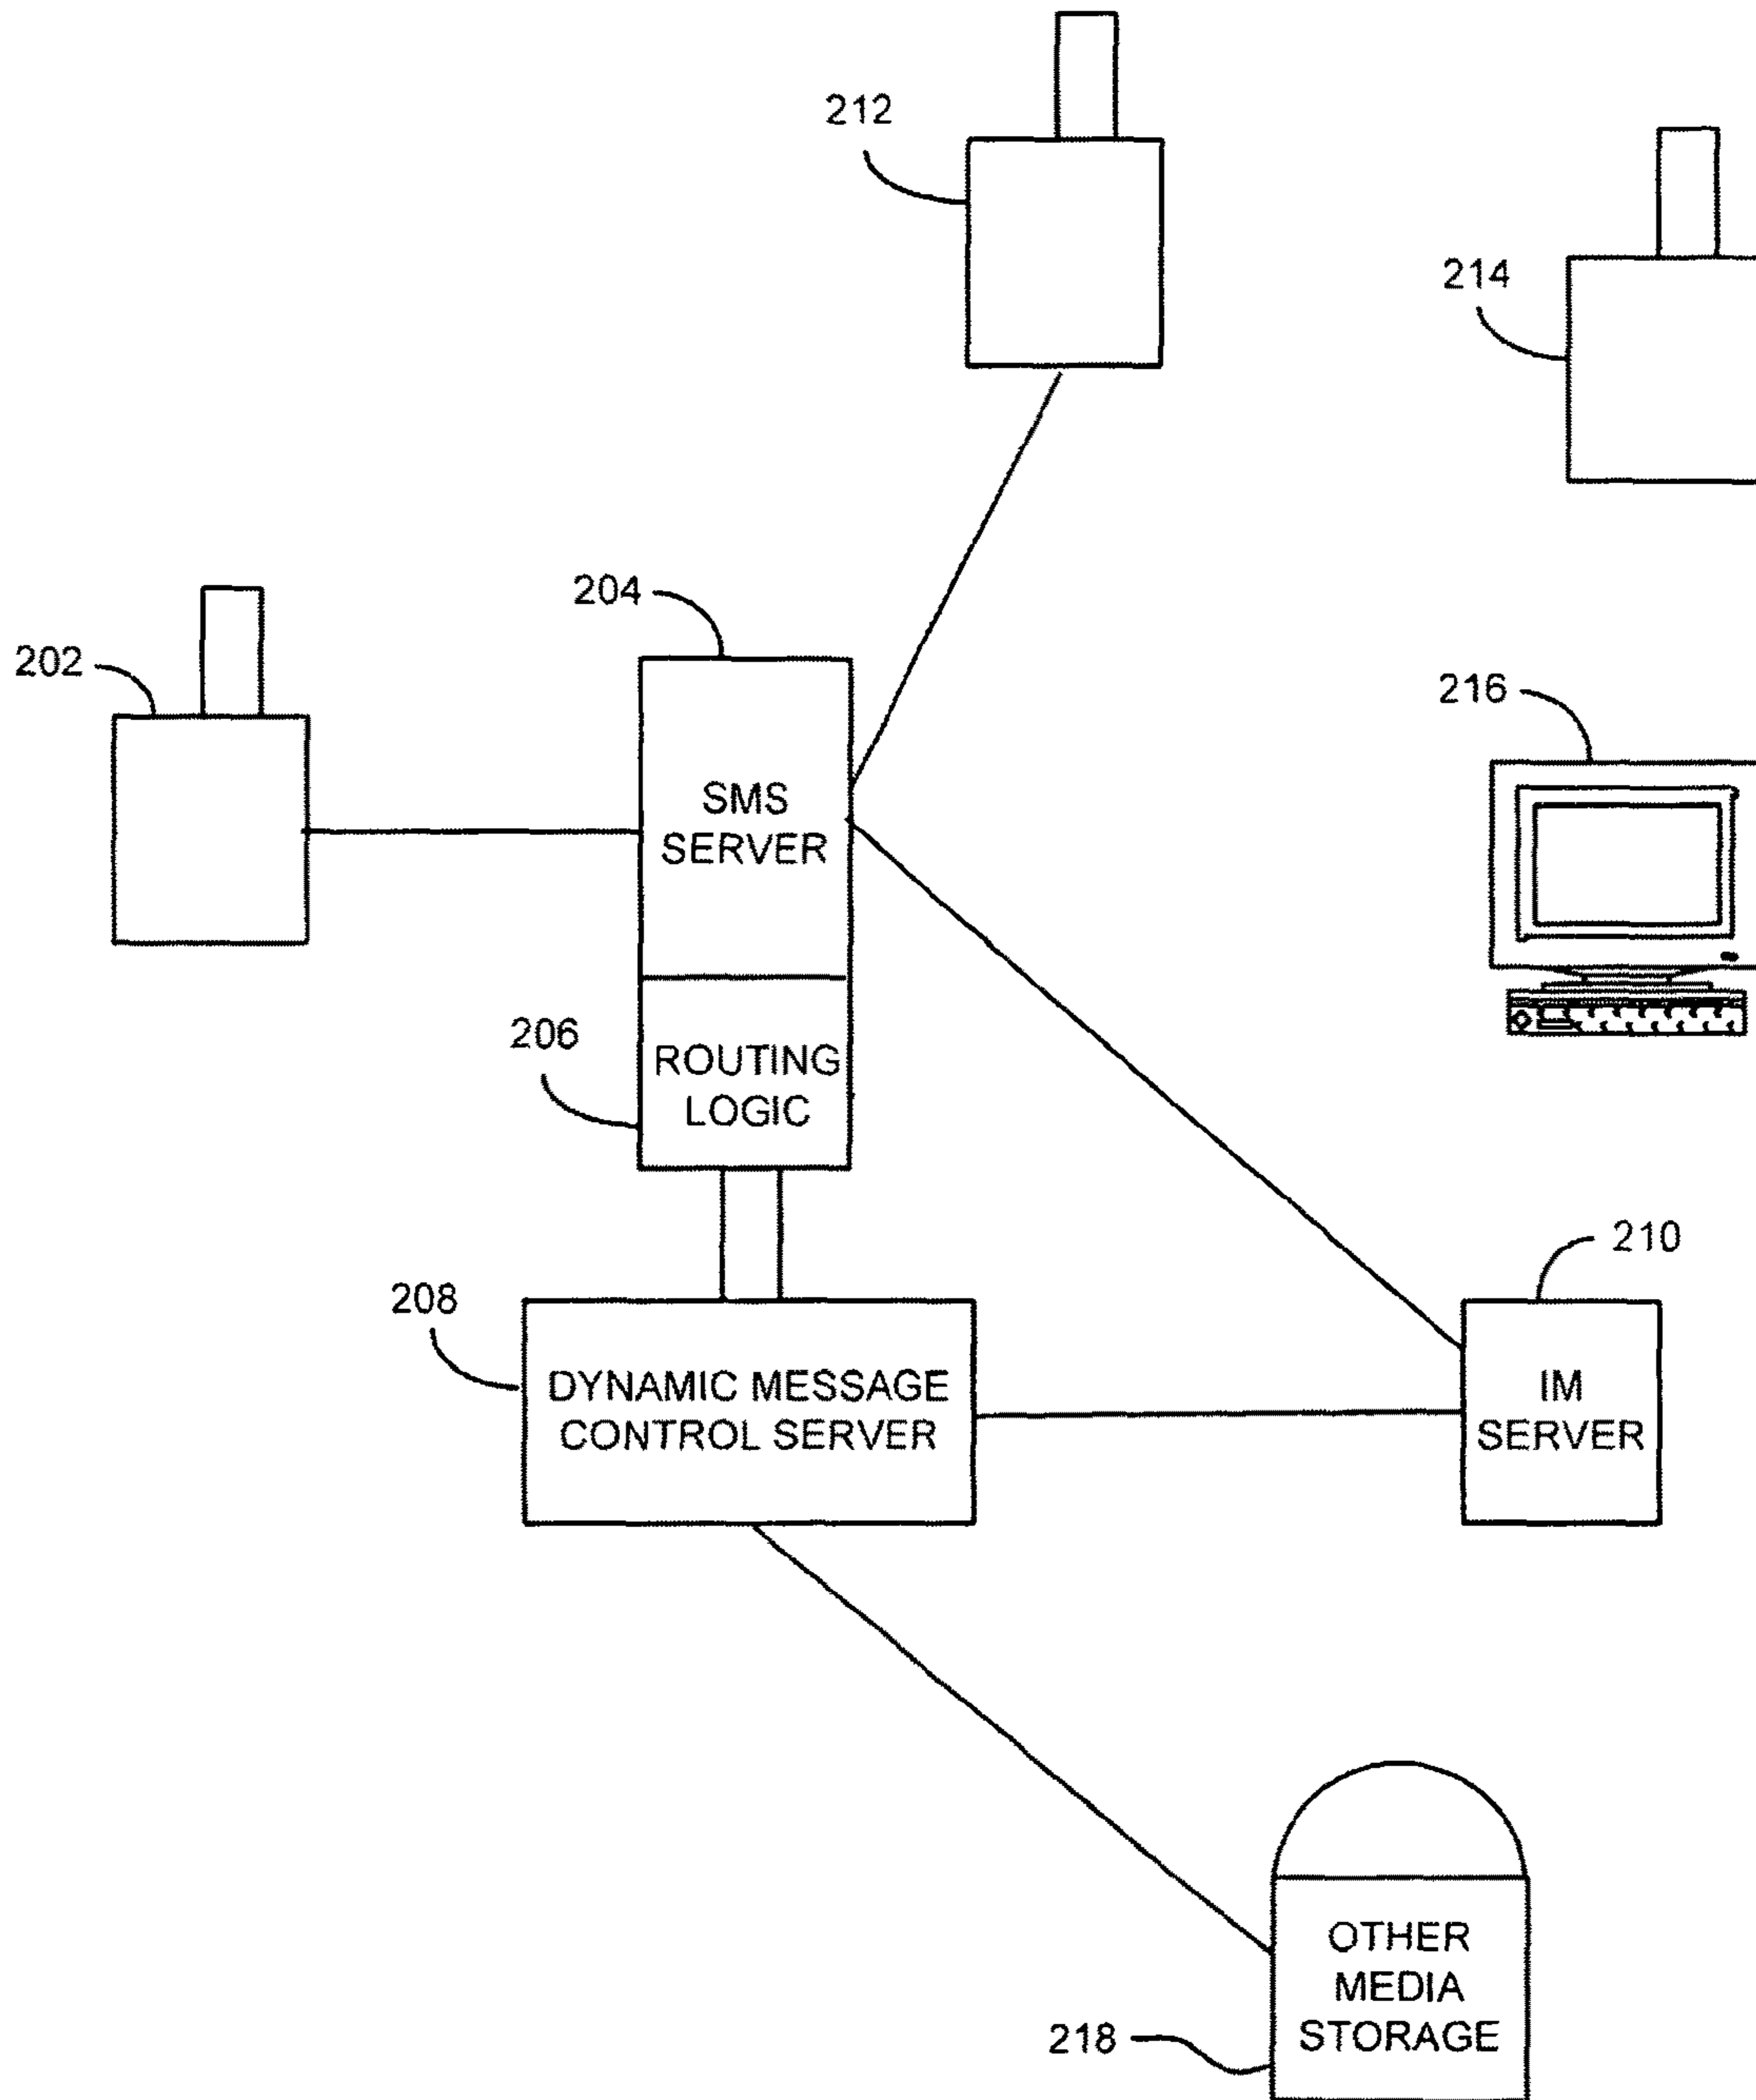 212
214
204
202
216
SMS
SERVER
206
ROUTING
LOGIC
210
208
DYNAMIC MESSAGE
CONTROL SERVER
IM
SERVER
OTHER
MEDIA
STORAGE
218